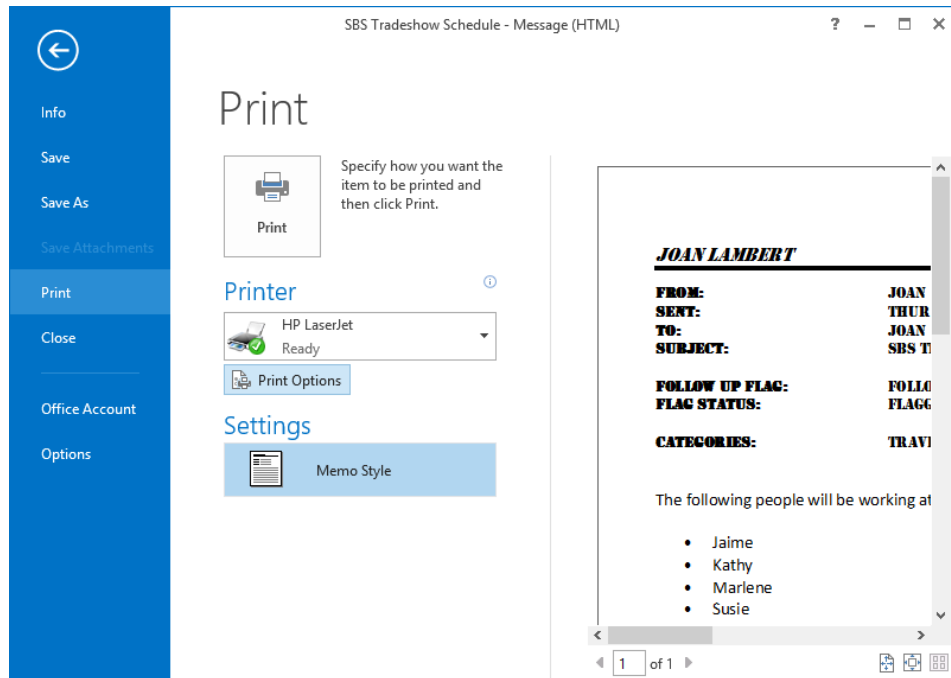 SBS Tradeshow Schedule - Message (HTML)
?
Info
Save
Save As
Save Attachments
Print
Close
Office Account
Options
Print
Print
Specify how you want the
item to be printed and
then click Print.
Printer
HP LaserJet
Ready
Print Options
Settings
Memo Style
JOAN LAMBERT
FROM: JOAN
SENT: THUR
TO: JOAN
SUBJECT: SBS
FOLLOW UP FLAG: FOLLO
FLAG STATUS: FLAGG
CATEGORIES: TRAV
The following people will be working at
• Jaime
• Kathy
• Marlene
• Susie
1 of 1